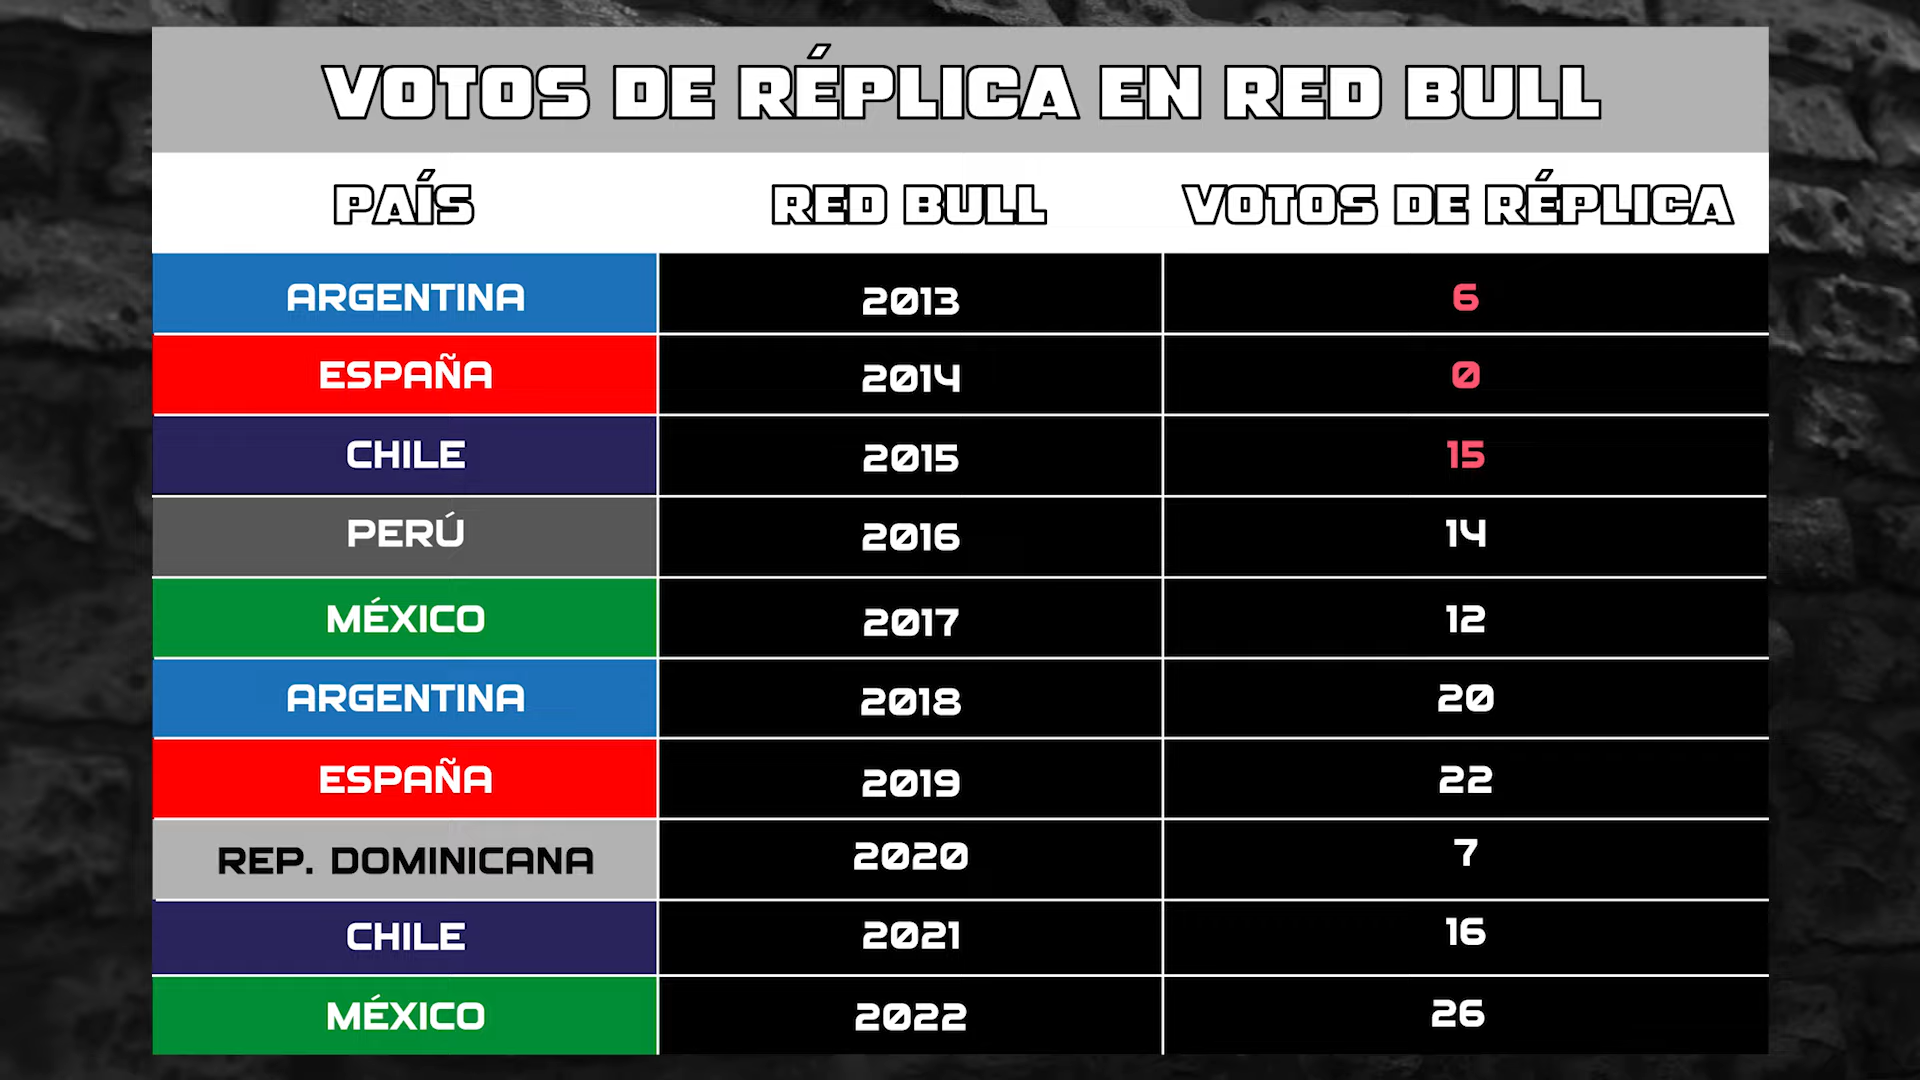 VOTOS DE RÉPLICA EN RED BULL
PAÍS RED BULL VOTOS DE RÉPLICA
ARGENTINA 2013 6
ESPAÑA 2014 0
CHILE 2015 15
PERÚ 2016 14
MÉXICO 2017 12
ARGENTINA 2018 20
ESPAÑA 2019 22
REP. DOMINICANA 2020 7
CHILE 2021 16
MÉXICO 2022 26